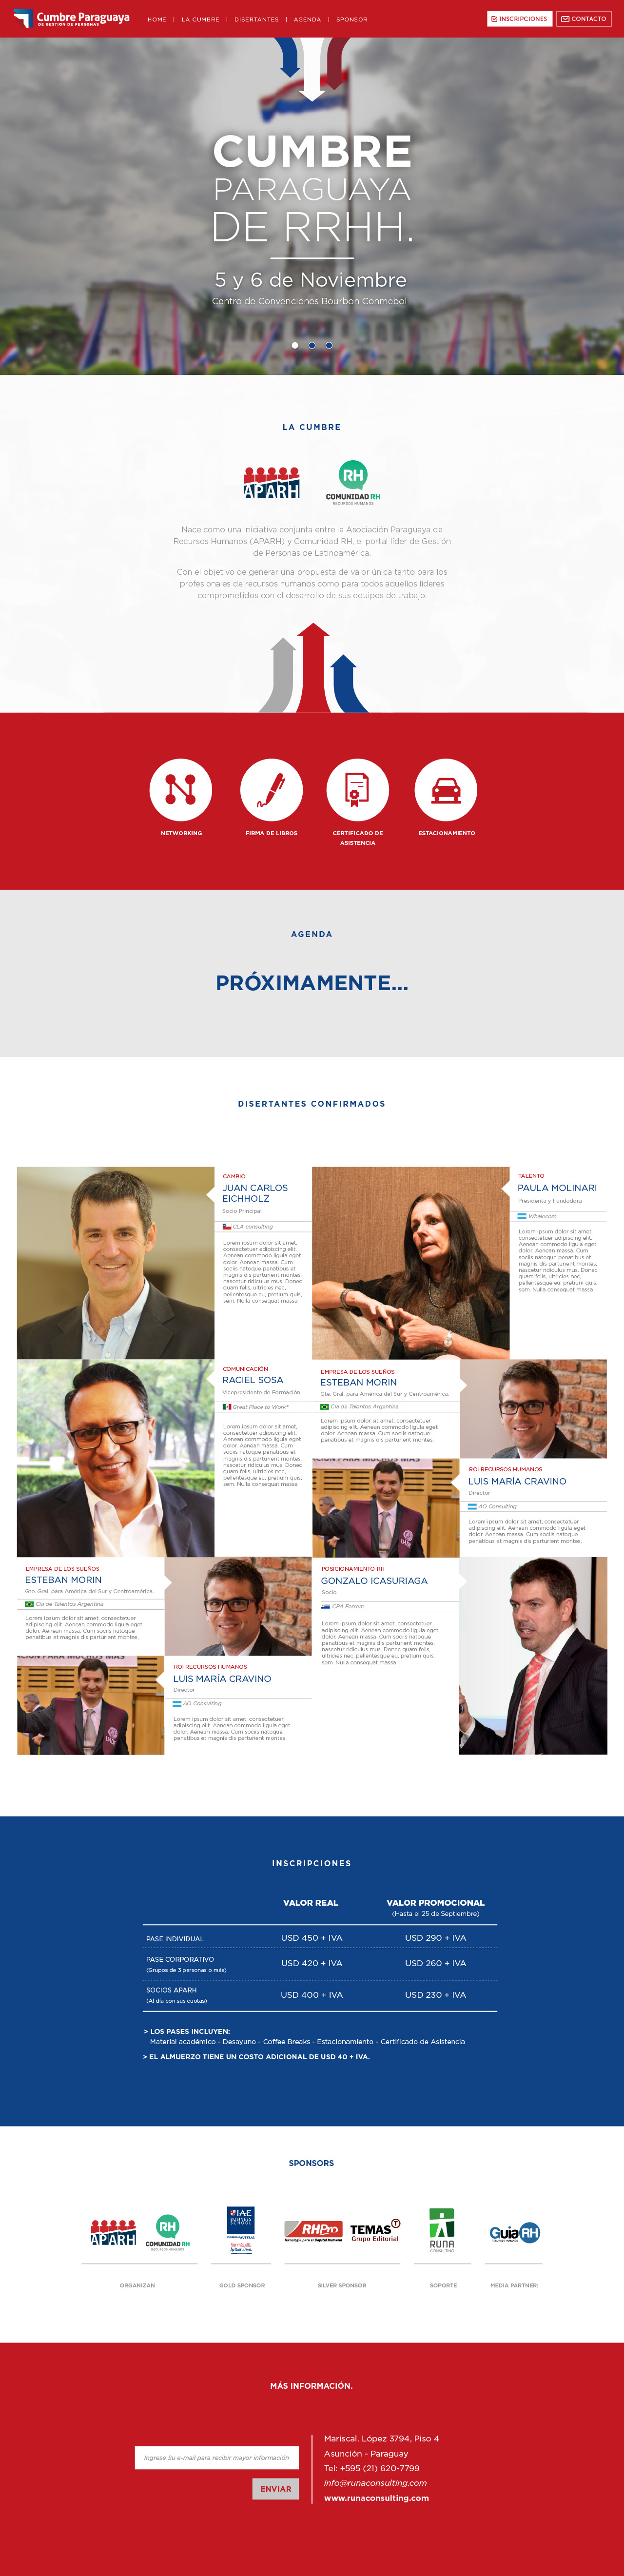 Cumbre Paraguaya
DE GESTIÓN DE PERSONAS
HOME | LA CUMBRE | DISERTANTES | AGENDA | SPONSOR
INSCRIPCIONES
CONTACTO
CUMBRE
PARAGUAYA
DE RRHH.
5 y 6 de Noviembre
Centro de Convenciones Bourbon Conmebol
LA CUMBRE
APARH
RH
COMUNIDAD RH
RECURSOS HUMANOS
Nace como una iniciativa conjunta entre la Asociación Paraguaya de
Recursos Humanos (APARH) y Comunidad RH, el portal líder de Gestión
de Personas de Latinoamérica.
Con el objetivo de generar una propuesta de valor única tanto para los
profesionales de recursos humanos como para todos aquellos líderes
comprometidos con el desarrollo de sus equipos de trabajo.
NETWORKING
FIRMA DE LIBROS
CERTIFICADO DE
ASISTENCIA
ESTACIONAMIENTO
AGENDA
PRÓXIMAMENTE...
DISERTANTES CONFIRMADOS
CAMBIO
JUAN CARLOS
EICHHOLZ
Socio Principal
CLA consulting
Lorem ipsum dolor sit amet,
consectetuer adipiscing elit.
Aenean commodo ligula eget
dolor. Aenean massa. Cum
sociis natoque penatibus et
magnis dis parturient montes,
nascetur ridiculus mus. Donec
quam felis, ultricies nec,
pellentesque eu, pretium quis,
sem. Nulla consequat massa
TALENTO
PAULA MOLINARI
Presidenta y Fundadora
Whalecom
Lorem ipsum dolor sit amet,
consectetuer adipiscing elit.
Aenean commodo ligula eget
dolor. Aenean massa. Cum
sociis natoque penatibus et
magnis dis parturient montes,
nascetur ridiculus mus. Donec
quam felis, ultricies nec,
pellentesque eu, pretium quis,
sem. Nulla consequat massa
COMUNICACIÓN
RACIEL SOSA
Vicepresidente de Formación
Great Place to Work®
Lorem ipsum dolor sit amet,
consectetuer adipiscing elit.
Aenean commodo ligula eget
dolor. Aenean massa. Cum
sociis natoque penatibus et
magnis dis parturient montes,
nascetur ridiculus mus. Donec
quam felis, ultricies nec,
pellentesque eu, pretium quis,
sem. Nulla consequat massa
EMPRESA DE LOS SUEÑOS
ESTEBAN MORIN
Gte. Gral. para América del Sur y Centroamérica.
Cia de Talentos Argentina
Lorem ipsum dolor sit amet, consectetuer
adipiscing elit. Aenean commodo ligula eget
dolor. Aenean massa. Cum sociis natoque
penatibus et magnis dis parturient montes,
ROI RECURSOS HUMANOS
LUIS MARÍA CRAVINO
Director
AO Consulting
Lorem ipsum dolor sit amet, consectetuer
adipiscing elit. Aenean commodo ligula eget
dolor. Aenean massa. Cum sociis natoque
penatibus et magnis dis parturient montes,
EMPRESA DE LOS SUEÑOS
ESTEBAN MORIN
Gte. Gral. para América del Sur y Centroamérica.
Cia de Talentos Argentina
Lorem ipsum dolor sit amet, consectetuer
adipiscing elit. Aenean commodo ligula eget
dolor. Aenean massa. Cum sociis natoque
penatibus et magnis dis parturient montes,
POSICIONAMIENTO RH
GONZALO ICASURIAGA
Socio
CPA Ferrere
Lorem ipsum dolor sit amet, consectetuer
adipiscing elit. Aenean commodo ligula eget
dolor. Aenean massa. Cum sociis natoque
penatibus et magnis dis parturient montes,
nascetur ridiculus mus. Donec quam felis,
ultricies nec, pellentesque eu, pretium quis,
sem. Nulla consequat massa
ROI RECURSOS HUMANOS
LUIS MARÍA CRAVINO
Director
AO Consulting
Lorem ipsum dolor sit amet, consectetuer
adipiscing elit. Aenean commodo ligula eget
dolor. Aenean massa. Cum sociis natoque
penatibus et magnis dis parturient montes,
INSCRIPCIONES
VALOR REAL VALOR PROMOCIONAL
(Hasta el 25 de Septiembre)
PASE INDIVIDUAL USD 450 + IVA USD 290 + IVA
PASE CORPORATIVO USD 420 + IVA USD 260 + IVA
(Grupos de 3 personas o más)
SOCIOS APARH USD 400 + IVA USD 230 + IVA
(Al día con sus cuotas)
> LOS PASES INCLUYEN:
Material académico - Desayuno - Coffee Breaks - Estacionamiento - Certificado de Asistencia
> EL ALMUERZO TIENE UN COSTO ADICIONAL DE USD 40 + IVA.
SPONSORS
APARH
RH
COMUNIDAD RH
RECURSOS HUMANOS
IAE
BUSINESS
SCHOOL
RHPro
Tecnología para el Capital Humano
TEMAS T
Grupo Editorial
RUNA
CONSULTING
Guia RH
ORGANIZAN
GOLD SPONSOR
SILVER SPONSOR
SOPORTE
MEDIA PARTNER:
MÁS INFORMACIÓN.
Ingrese Su e-mail para recibir mayor información
ENVIAR
Mariscal. López 3794, Piso 4
Asunción - Paraguay
Tel: +595 (21) 620-7799
info@runaconsulting.com
www.runaconsulting.com